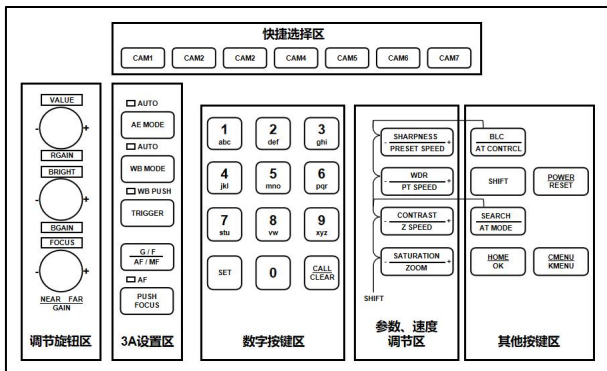 快捷选择区
CAM1 CAM2 CAM2 CAM4 CAM5 CAM6 CAM7
VALUE
- +
RGAIN
BRIGHT
- +
BGAIN
FOCUS
- +
NEAR FAR
GAIN
调节旋钮区
AUTO
AE MODE
AUTO
WB MODE
WB PUSH
TRIGGER
G / F
AF / MF
AF
PUSH
FOCUS
3A设置区
1 2 3
abc def ghi
4 5 6
jkl mno pqr
7 8 9
stu vw xyz
SET 0 CALL
CLEAR
数字按键区
SHARPNESS
- +
PRESET SPEED
WDR
- +
PT SPEED
CONTRAST
- +
Z SPEED
SATURATION
- +
ZOOM
SHIFT
参数、速度
调节区
BLC
AT CONTRCL
SHIFT POWER
RESET
SEARCH
AT MODE
HOME CMENU
OK KMENU
其他按键区